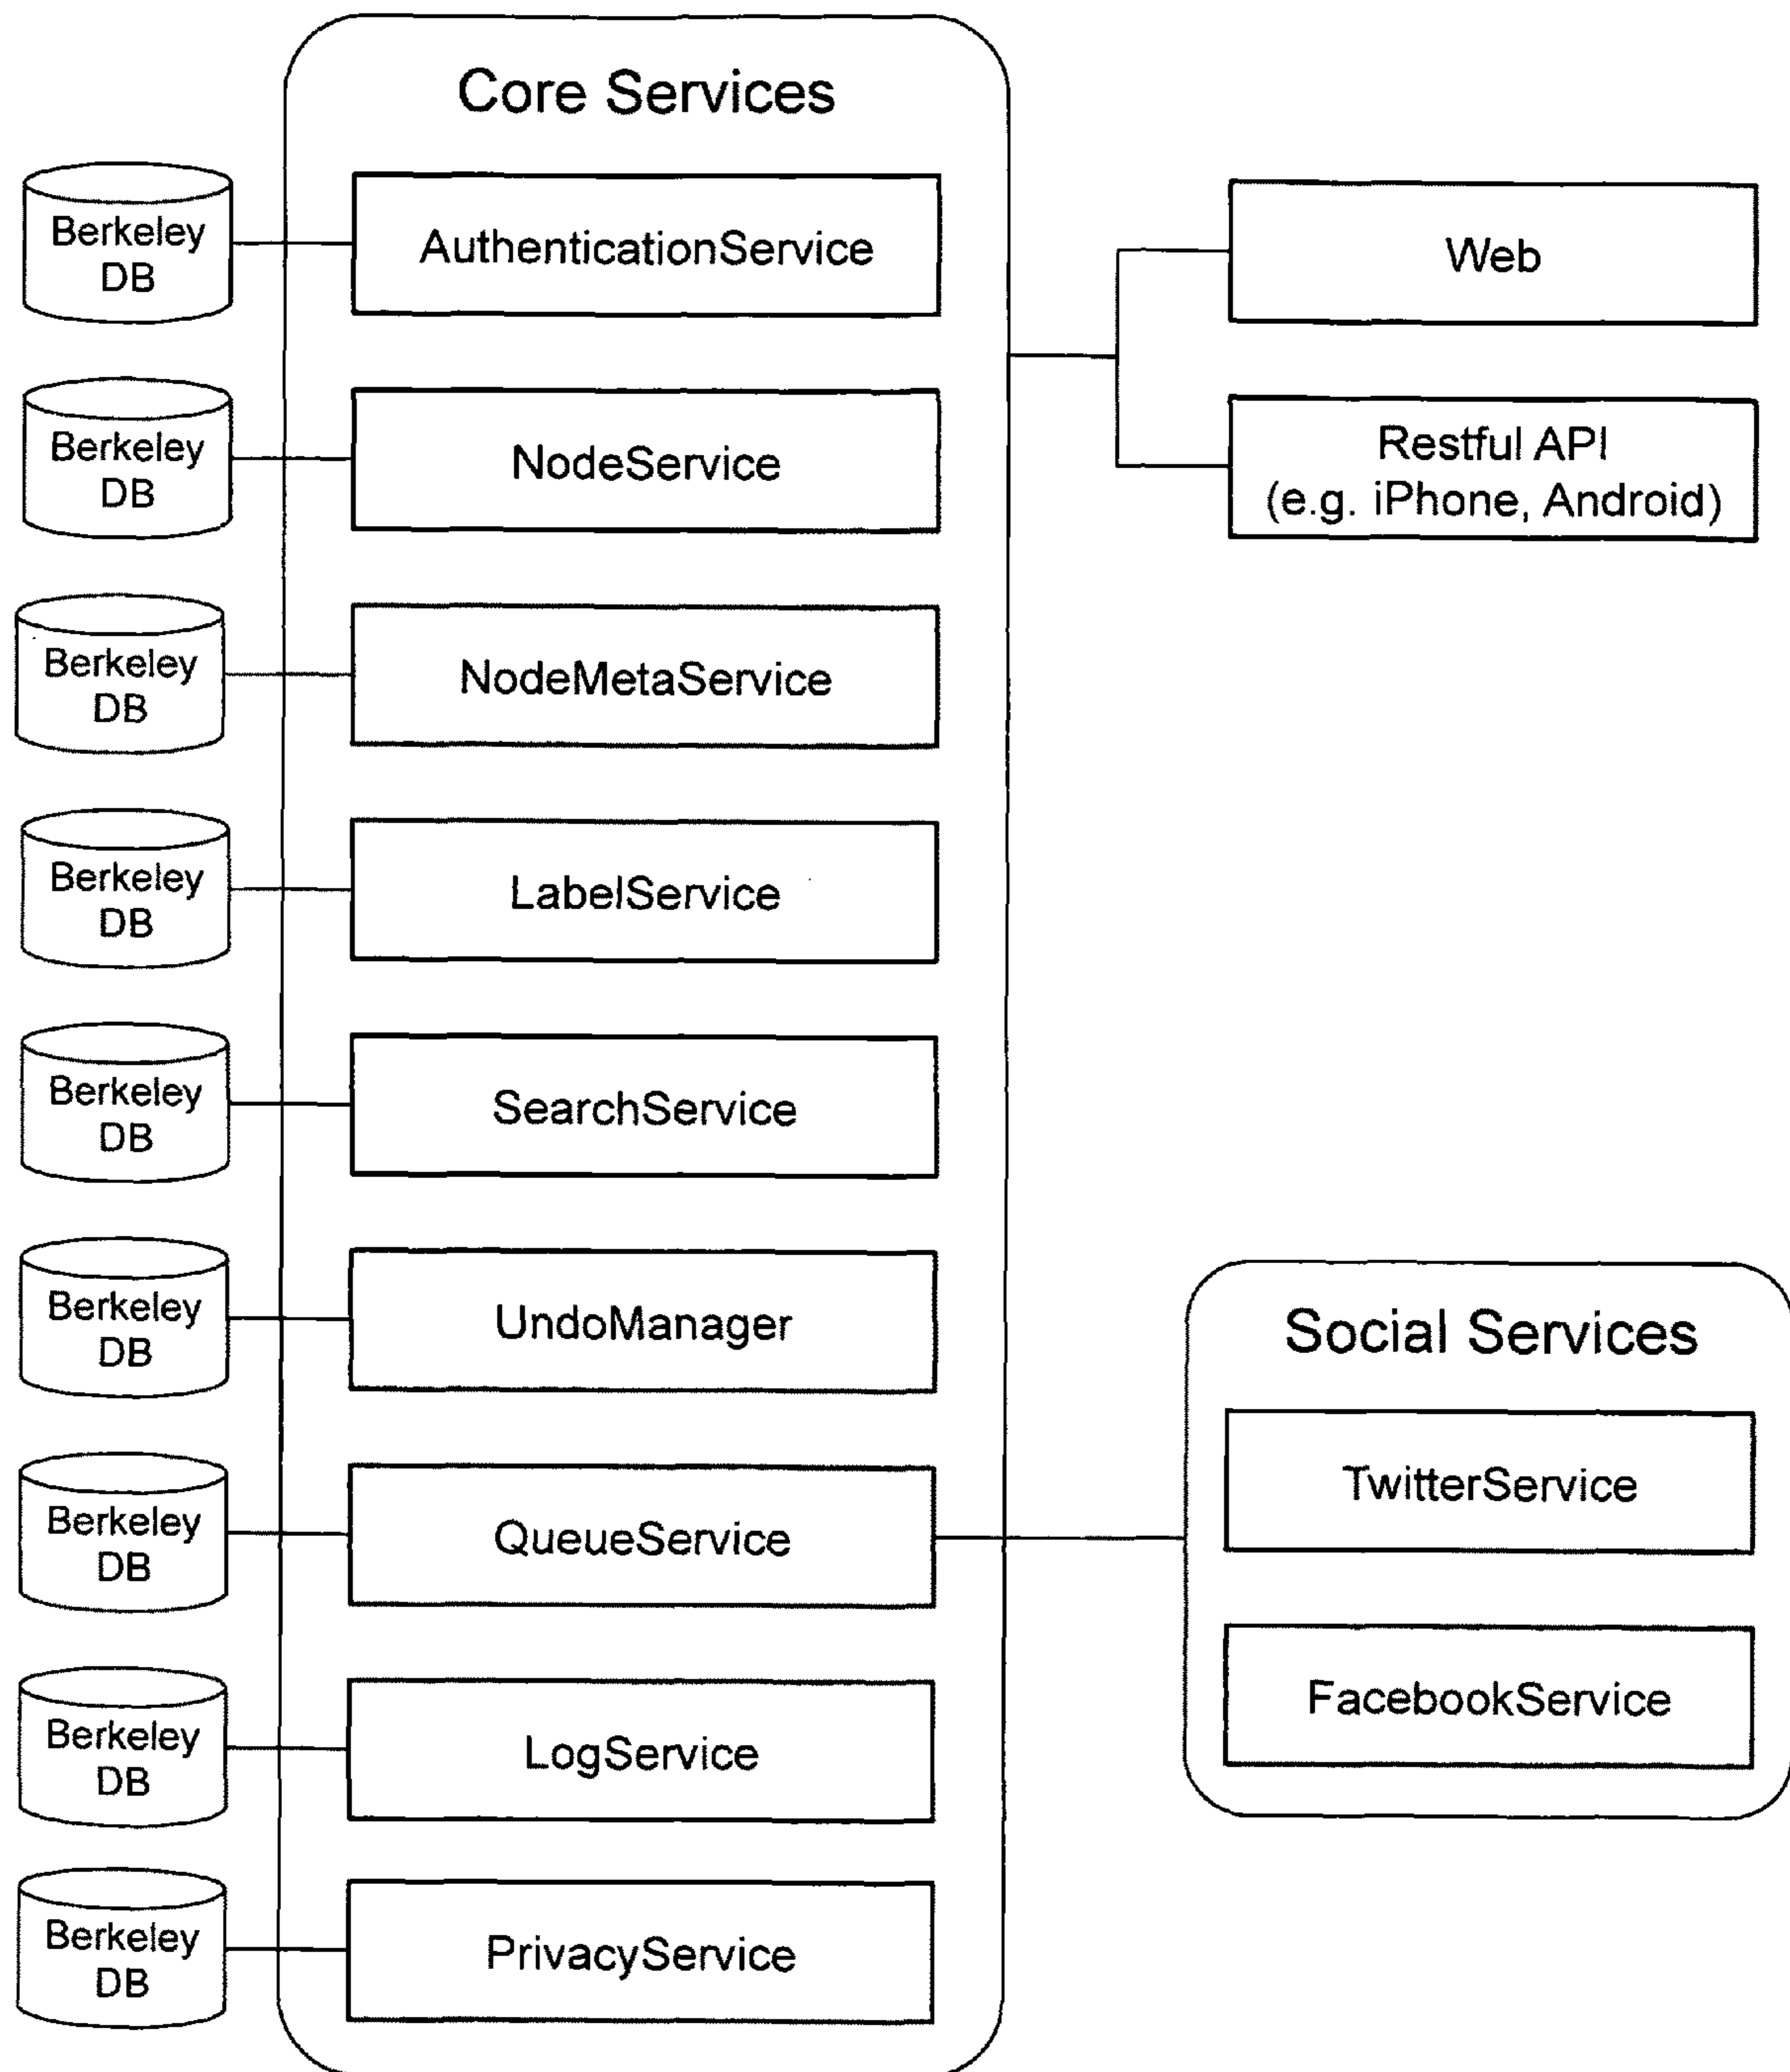 Core Services
Berkeley
DB
AuthenticationService
Berkeley
DB
NodeService
Berkeley
DB
NodeMetaService
Berkeley
DB
LabelService
Berkeley
DB
SearchService
Berkeley
DB
UndoManager
Berkeley
DB
QueueService
Berkeley
DB
LogService
Berkeley
DB
PrivacyService
Web
Restful API
(e.g. iPhone, Android)
Social Services
TwitterService
FacebookService